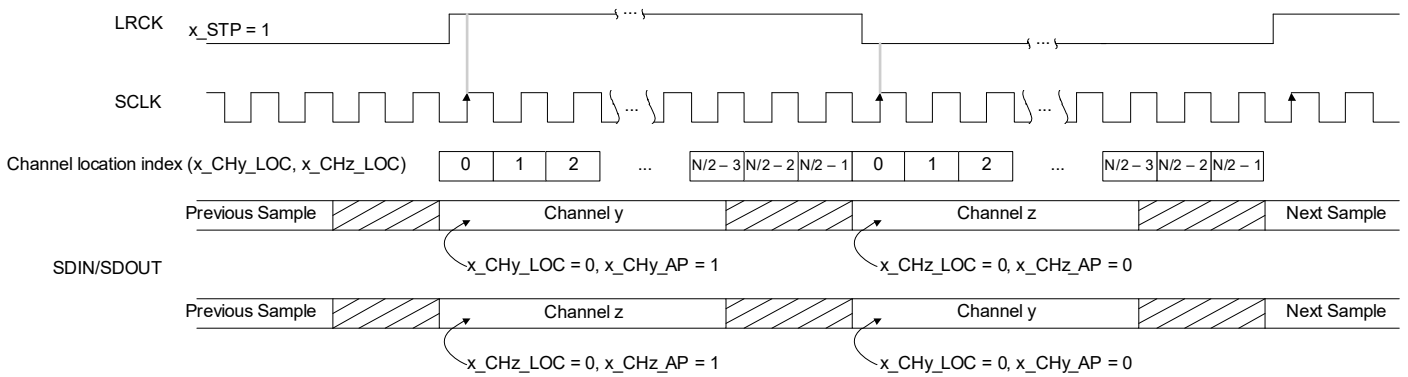 LRCK
x_STP = 1
...
...
SCLK
...
...
Channel location index (x_CHy_LOC, x_CHz_LOC) 0 1 2 ... N/2 – 3 N/2 – 2 N/2 – 1 0 1 2 ... N/2 – 3 N/2 – 2 N/2 – 1
Previous Sample Channel y Channel z Next Sample
x_CHy_LOC = 0, x_CHy_AP = 1 x_CHz_LOC = 0, x_CHz_AP = 0
SDIN/SDOUT
Previous Sample Channel z Channel y Next Sample
x_CHz_LOC = 0, x_CHz_AP = 1 x_CHy_LOC = 0, x_CHy_AP = 0